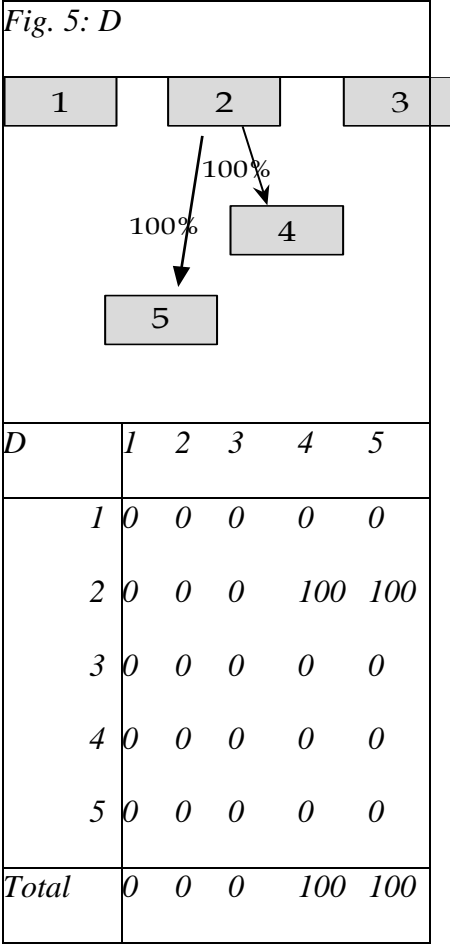 Fig. 5: D
1 2 3
100%
100%
4
5
D 1 2 3 4 5
1 0 0 0 0 0
2 0 0 0 100 100
3 0 0 0 0 0
4 0 0 0 0 0
5 0 0 0 0 0
Total 0 0 0 100 100